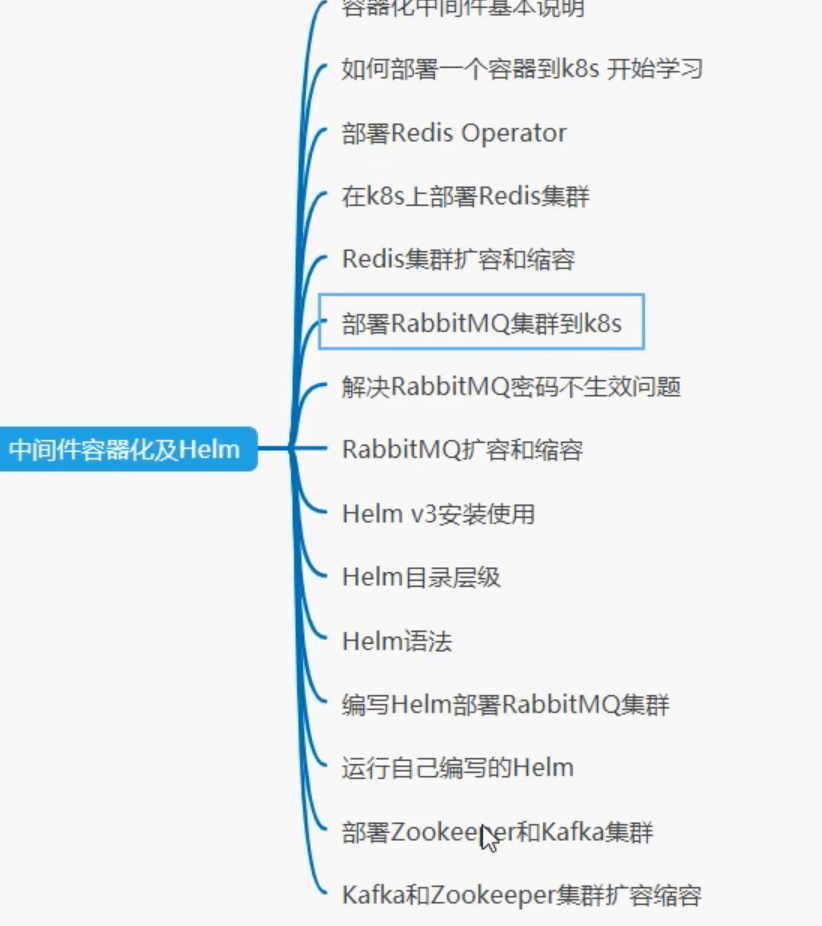 容器化中间件基本说明
如何部署一个容器到k8s 开始学习
部署Redis Operator
在k8s上部署Redis集群
Redis集群扩容和缩容
部署RabbitMQ集群到k8s
解决RabbitMQ密码不生效问题
中间件容器化及Helm
RabbitMQ扩容和缩容
Helm v3安装使用
Helm目录层级
Helm语法
编写Helm部署RabbitMQ集群
运行自己编写的Helm
部署Zookeeper和Kafka集群
Kafka和Zookeeper集群扩容缩容